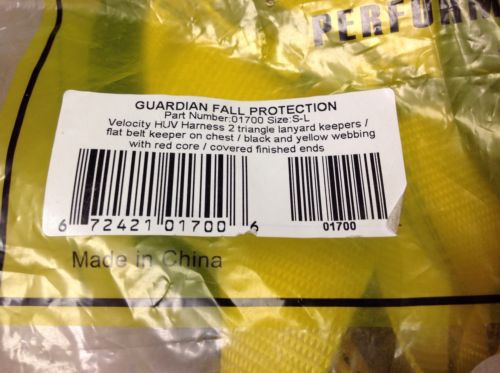 PERFORM
GUARDIAN FALL PROTECTION
Part Number:01700 Size:S-L
Velocity HUV Harness 2 triangle lanyard keepers /
flat belt keeper on chest / black and yellow webbing
with red core / covered finished ends
6 72421 01700 6
01700
Made in China